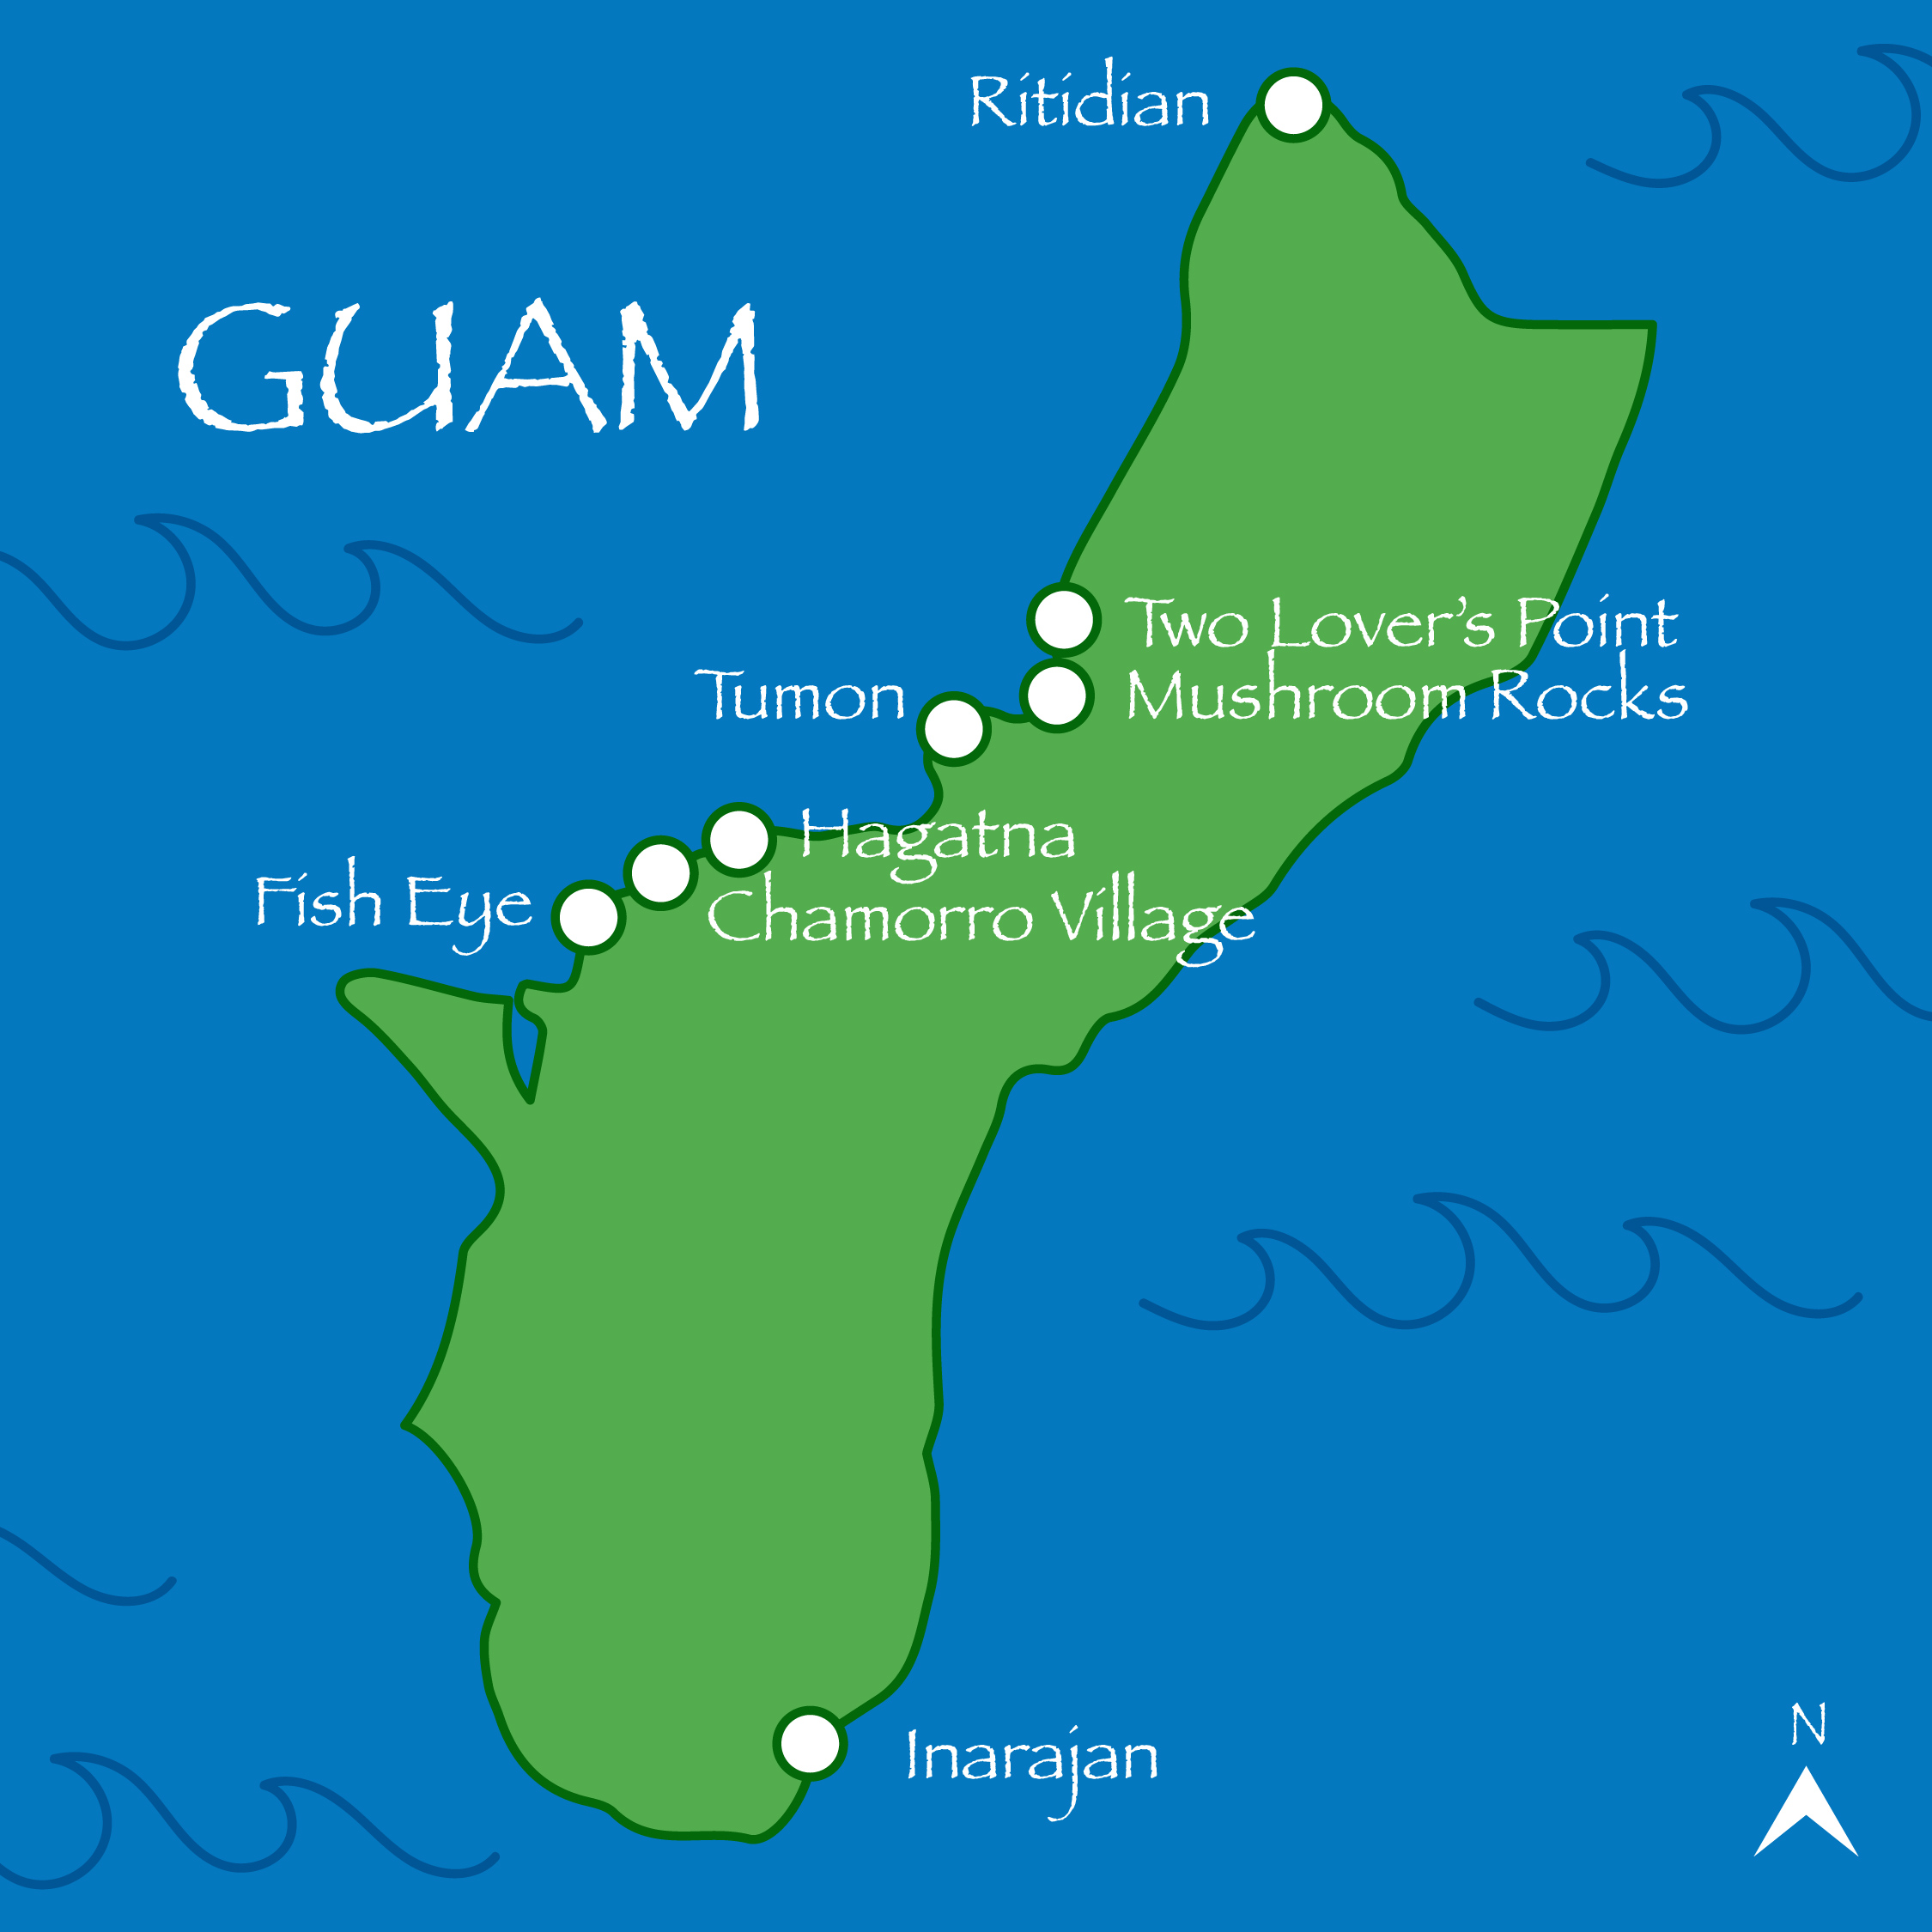 Ritidian
GUAM
Two Lover's Point
Tumon
Mushroom Rocks
Hagatna
Fish Eye
Chamorro Village
Inarajan
N